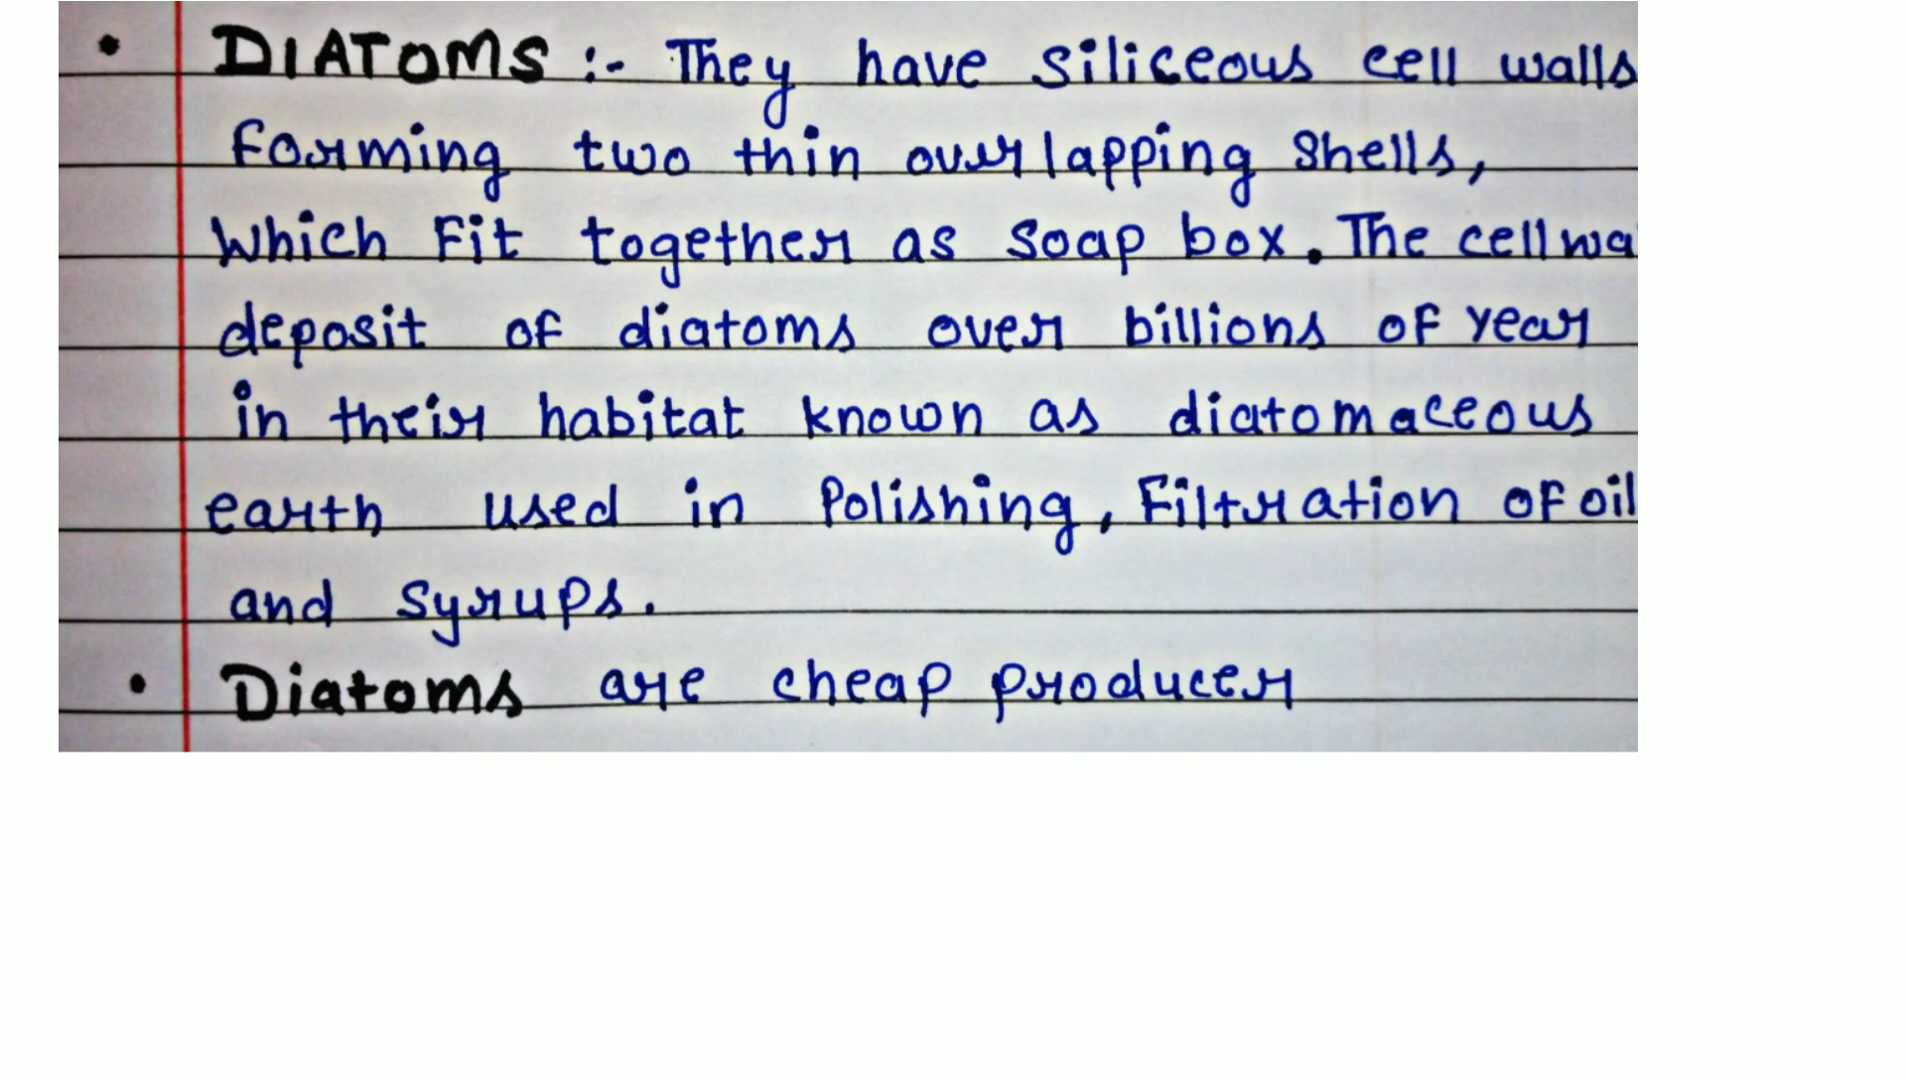 • DIATOMS :- They have siliceous cell walls
forming two thin overlapping shells,
Which Fit together as soap box. The cell wa
deposit of diatoms over billions of year
in their habitat known as diatomaceous
earth used in Polishing, Filtration of oil
and syrups.
• Diatoms are cheap producer